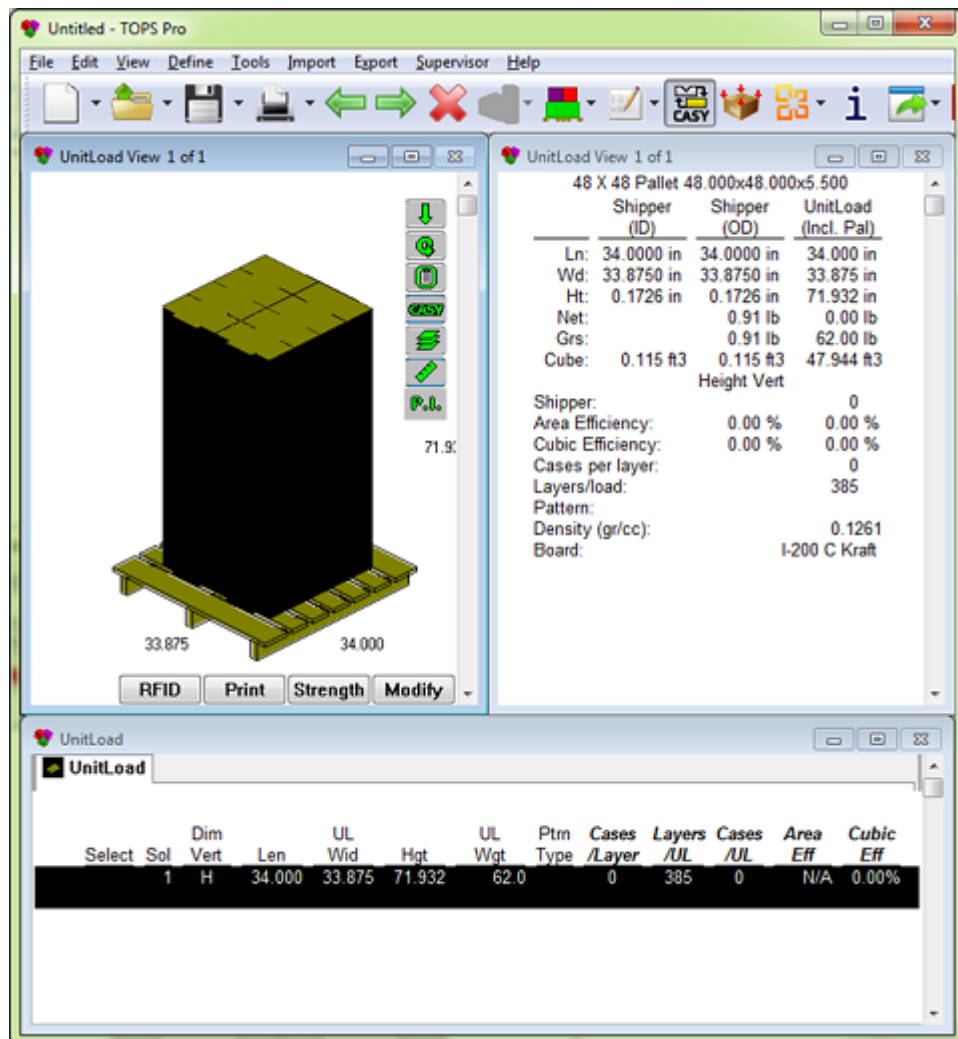 Untitled - TOPS Pro
File Edit View Define Tools Import Export Supervisor Help
CASY
UnitLoad View 1 of 1
CASY
P.I.
71.93
33.875 34.000
RFID Print Strength Modify
UnitLoad View 1 of 1
48 X 48 Pallet 48.000x48.000x5.500
Shipper Shipper UnitLoad
(ID) (OD) (Incl. Pal)
Ln: 34.0000 in 34.0000 in 34.000 in
Wd: 33.8750 in 33.8750 in 33.875 in
Ht: 0.1726 in 0.1726 in 71.932 in
Net: 0.91 lb 0.00 lb
Grs: 0.91 lb 62.00 lb
Cube: 0.115 ft3 0.115 ft3 47.944 ft3
Height Vert
Shipper: 0
Area Efficiency: 0.00 % 0.00 %
Cubic Efficiency: 0.00 % 0.00 %
Cases per layer: 0
Layers/load: 385
Pattern:
Density (gr/cc): 0.1261
Board: I-200 C Kraft
UnitLoad
UnitLoad
Dim UL UL Ptrn Cases Layers Cases Area Cubic
Select Sol Vert Len Wid Hgt Wgt Type /Layer /UL /UL Eff Eff
1 H 34.000 33.875 71.932 62.0 0 385 0 N/A 0.00%